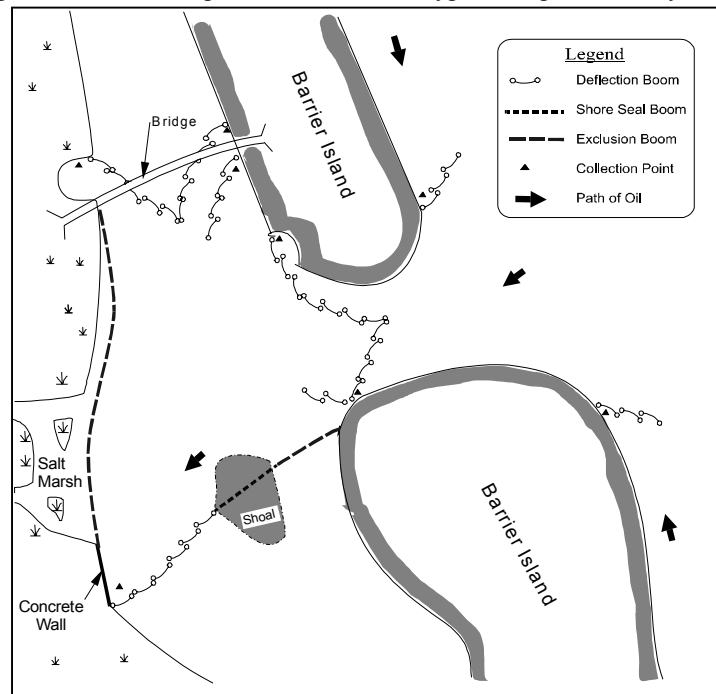 Legend
Deflection Boom
Shore Seal Boom
Exclusion Boom
Collection Point
Path of Oil
Barrier Island
Bridge
Salt
Marsh
Shoal
Barrier Island
Concrete
Wall